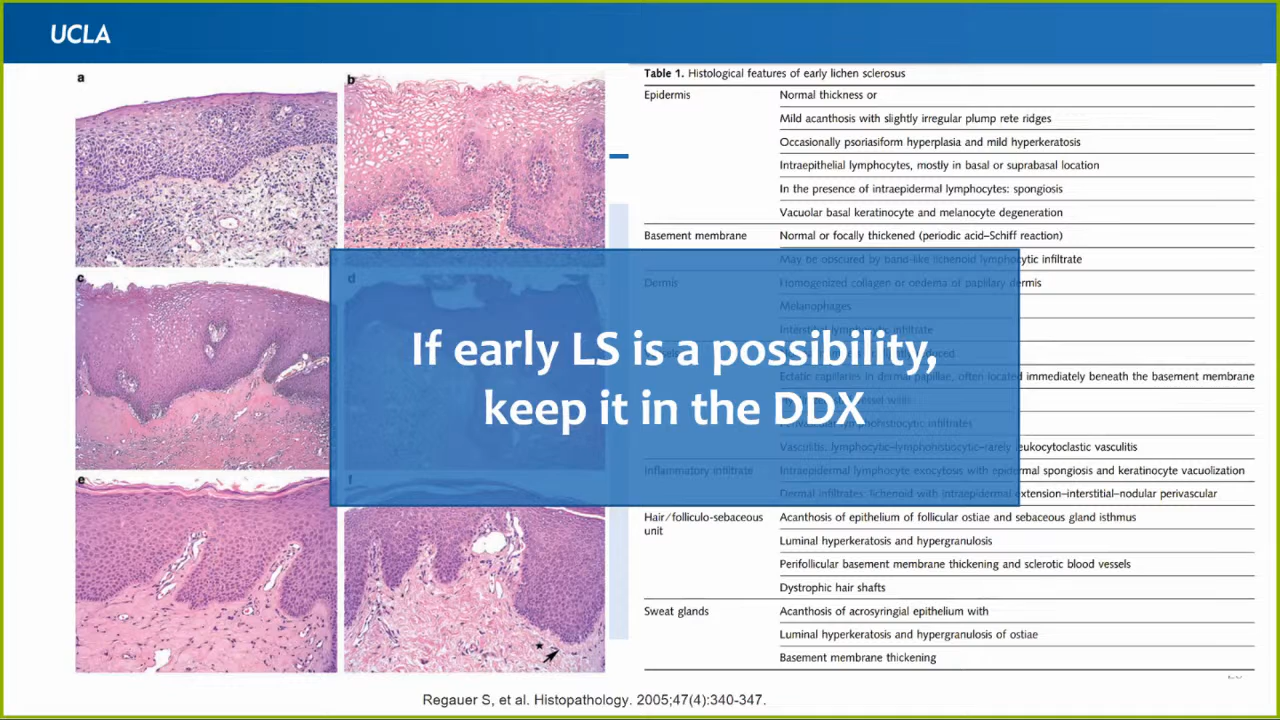 UCLA
a
b
c
d
e
f
Table 1. Histological features of early lichen sclerosus
Epidermis
Normal thickness or
Mild acanthosis with slightly irregular plump rete ridges
Occasionally psoriasiform hyperplasia and mild hyperkeratosis
Intraepithelial lymphocytes, mostly in basal or suprabasal location
In the presence of intraepidermal lymphocytes: spongiosis
Vacuolar basal keratinocyte and melanocyte degeneration
Basement membrane
Normal or focally thickened (periodic acid–Schiff reaction)
May be obscured by band-like lichenoid lymphocytic infiltrate
Dermis
Homogenized collagen or oedema of papillary dermis
Melanophages
Interstitial lymphocytic infiltrate
Ectatic capillaries in dermal papillae, often located immediately beneath the basement membrane
Perivascular lymphohistiocytic infiltrates
Vasculitis: lymphocytic–lymphohistiocytic–rarely leukocytoclastic vasculitis
Inflammatory infiltrate
Intraepidermal lymphocyte exocytosis with epidermal spongiosis and keratinocyte vacuolization
Dermal infiltrates: lichenoid with intraepidermal extension–interstitial–nodular perivascular
Hair/folliculo-sebaceous
unit
Acanthosis of epithelium of follicular ostiae and sebaceous gland isthmus
Luminal hyperkeratosis and hypergranulosis
Perifollicular basement membrane thickening and sclerotic blood vessels
Dystrophic hair shafts
Sweat glands
Acanthosis of acrosyringial epithelium with
Luminal hyperkeratosis and hypergranulosis of ostiae
Basement membrane thickening
If early LS is a possibility,
keep it in the DDX
Regauer S, et al. Histopathology. 2005;47(4):340-347.